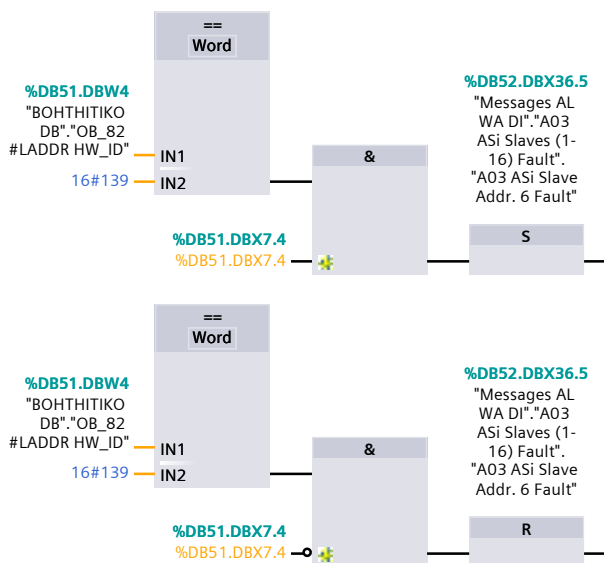 ==
Word
%DB51.DBW4
"BOHTHITIKO
DB"."OB_82
#LADDR HW_ID"
IN1
16#139
IN2
%DB51.DBX7.4
%DB51.DBX7.4
&
%DB52.DBX36.5
"Messages AL
WA DI"."A03
ASi Slaves (1-
16) Fault".
"A03 ASi Slave
Addr. 6 Fault"
S
==
Word
%DB51.DBW4
"BOHTHITIKO
DB"."OB_82
#LADDR HW_ID"
IN1
16#139
IN2
%DB51.DBX7.4
%DB51.DBX7.4
&
%DB52.DBX36.5
"Messages AL
WA DI"."A03
ASi Slaves (1-
16) Fault".
"A03 ASi Slave
Addr. 6 Fault"
R